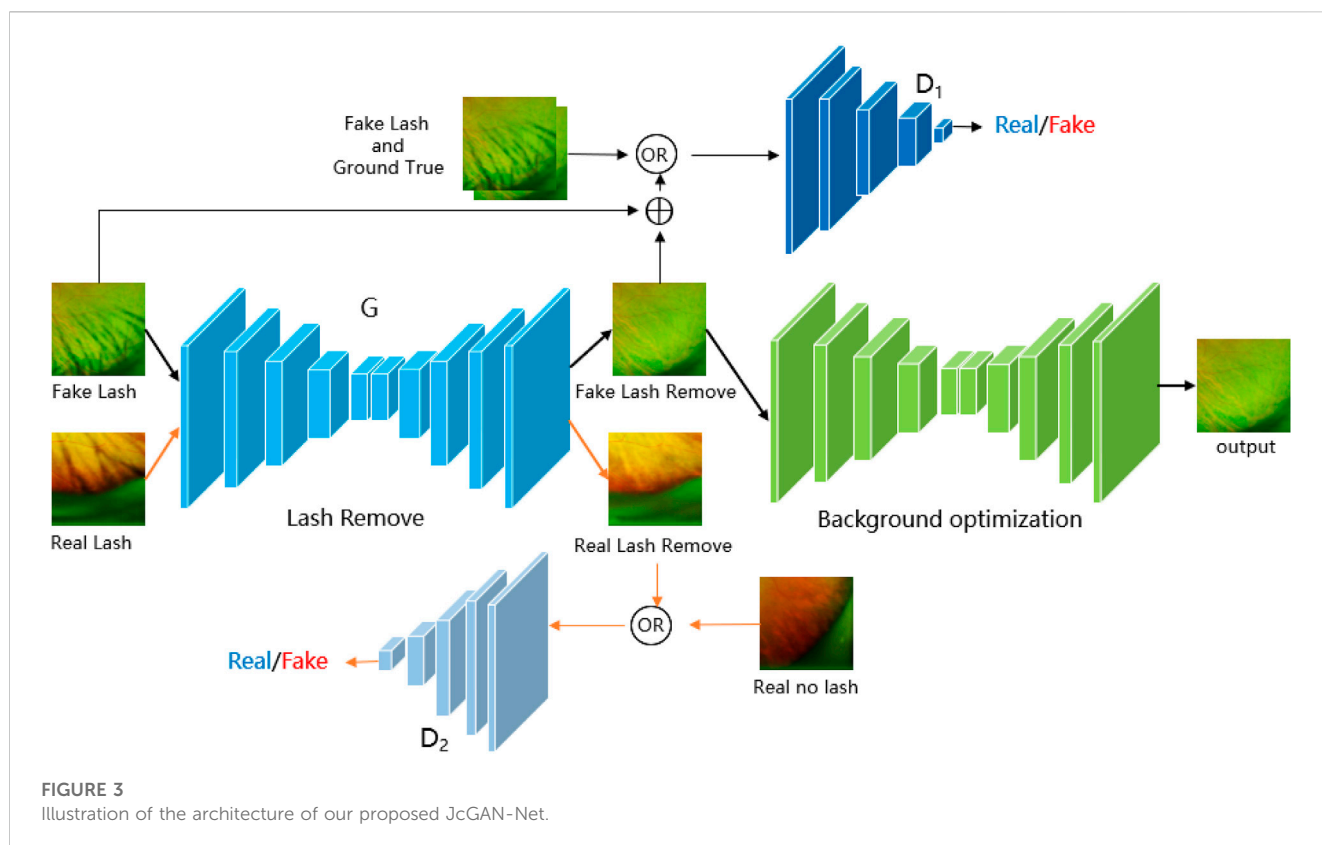 D₁
Fake Lash
and
Ground True
OR
Real/Fake
G
Fake Lash
Fake Lash Remove
output
Lash Remove
Background optimization
Real Lash
Real Lash Remove
OR
Real/Fake
Real no lash
D₂
FIGURE 3
Illustration of the architecture of our proposed JcGAN-Net.